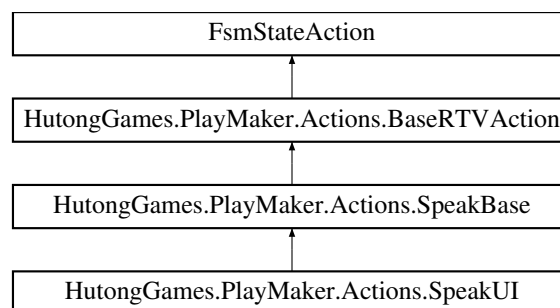 FsmStateAction
HutongGames.PlayMaker.Actions.BaseRTVAction
HutongGames.PlayMaker.Actions.SpeakBase
HutongGames.PlayMaker.Actions.SpeakUI